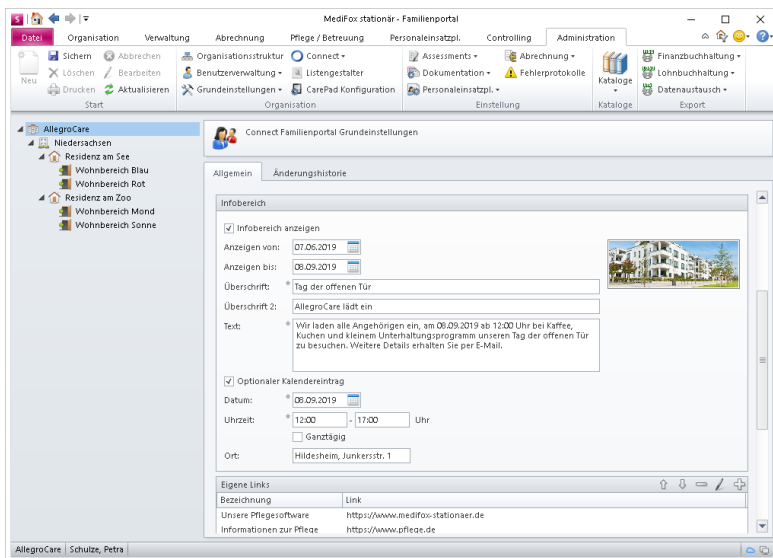 MediFox stationär - Familienportal
Datei Organisation Verwaltung Abrechnung Pflege / Betreuung Personaleinsatzpl. Controlling Administration
Neu
Sichern Abbrechen
Löschen Bearbeiten
Drucken Aktualisieren
Start
Organisationsstruktur Connect
Benutzerverwaltung Listengestalter
Grundeinstellungen CarePad Konfiguration
Organisation
Assessments Abrechnung
Dokumentation Fehlerprotokolle
Personaleinsatzpl.
Einstellung
Kataloge
Kataloge
Finanzbuchhaltung
Lohnbuchhaltung
Datenaustausch
Export
AllegroCare
Niedersachsen
Residenz am See
Wohnbereich Blau
Wohnbereich Rot
Residenz am Zoo
Wohnbereich Mond
Wohnbereich Sonne
Connect Familienportal Grundeinstellungen
Allgemein Änderungshistorie
Infobereich
Infobereich anzeigen
Anzeigen von: 07.06.2019
Anzeigen bis: 08.09.2019
Überschrift: * Tag der offenen Tür
Überschrift 2: AllegroCare lädt ein
Text: * Wir laden alle Angehörigen ein, am 08.09.2019 ab 12:00 Uhr bei Kaffee,
Kuchen und kleinem Unterhaltungsprogramm unseren Tag der offenen Tür
zu besuchen. Weitere Details erhalten Sie per E-Mail.
Optionaler Kalendereintrag
Datum: * 08.09.2019
Uhrzeit: * 12:00 - 17:00 Uhr
Ganztägig
Ort: Hildesheim, Junkersstr. 1
Eigene Links
Bezeichnung Link
Unsere Pflegesoftware https://www.medifox-stationaer.de
Informationen zur Pflege https://www.pflege.de
AllegroCare Schulze, Petra